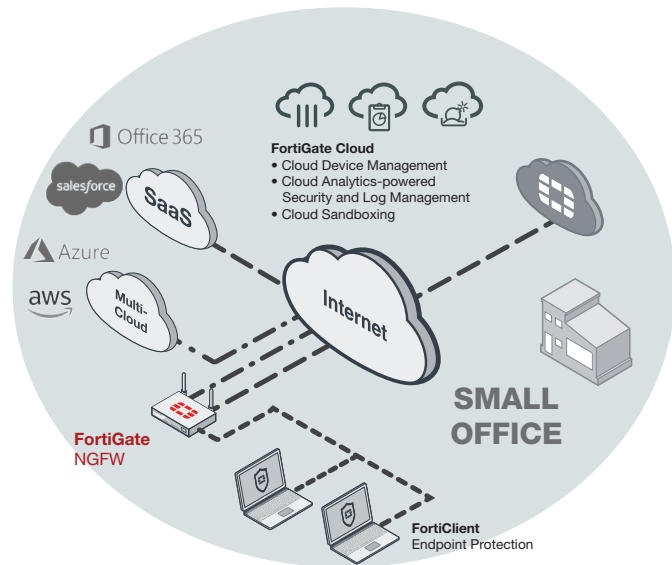 Office 365
salesforce
SaaS
Azure
aws
Multi-
Cloud
FortiGate Cloud
• Cloud Device Management
• Cloud Analytics-powered
Security and Log Management
• Cloud Sandboxing
Internet
SMALL
OFFICE
FortiGate
NGFW
FortiClient
Endpoint Protection